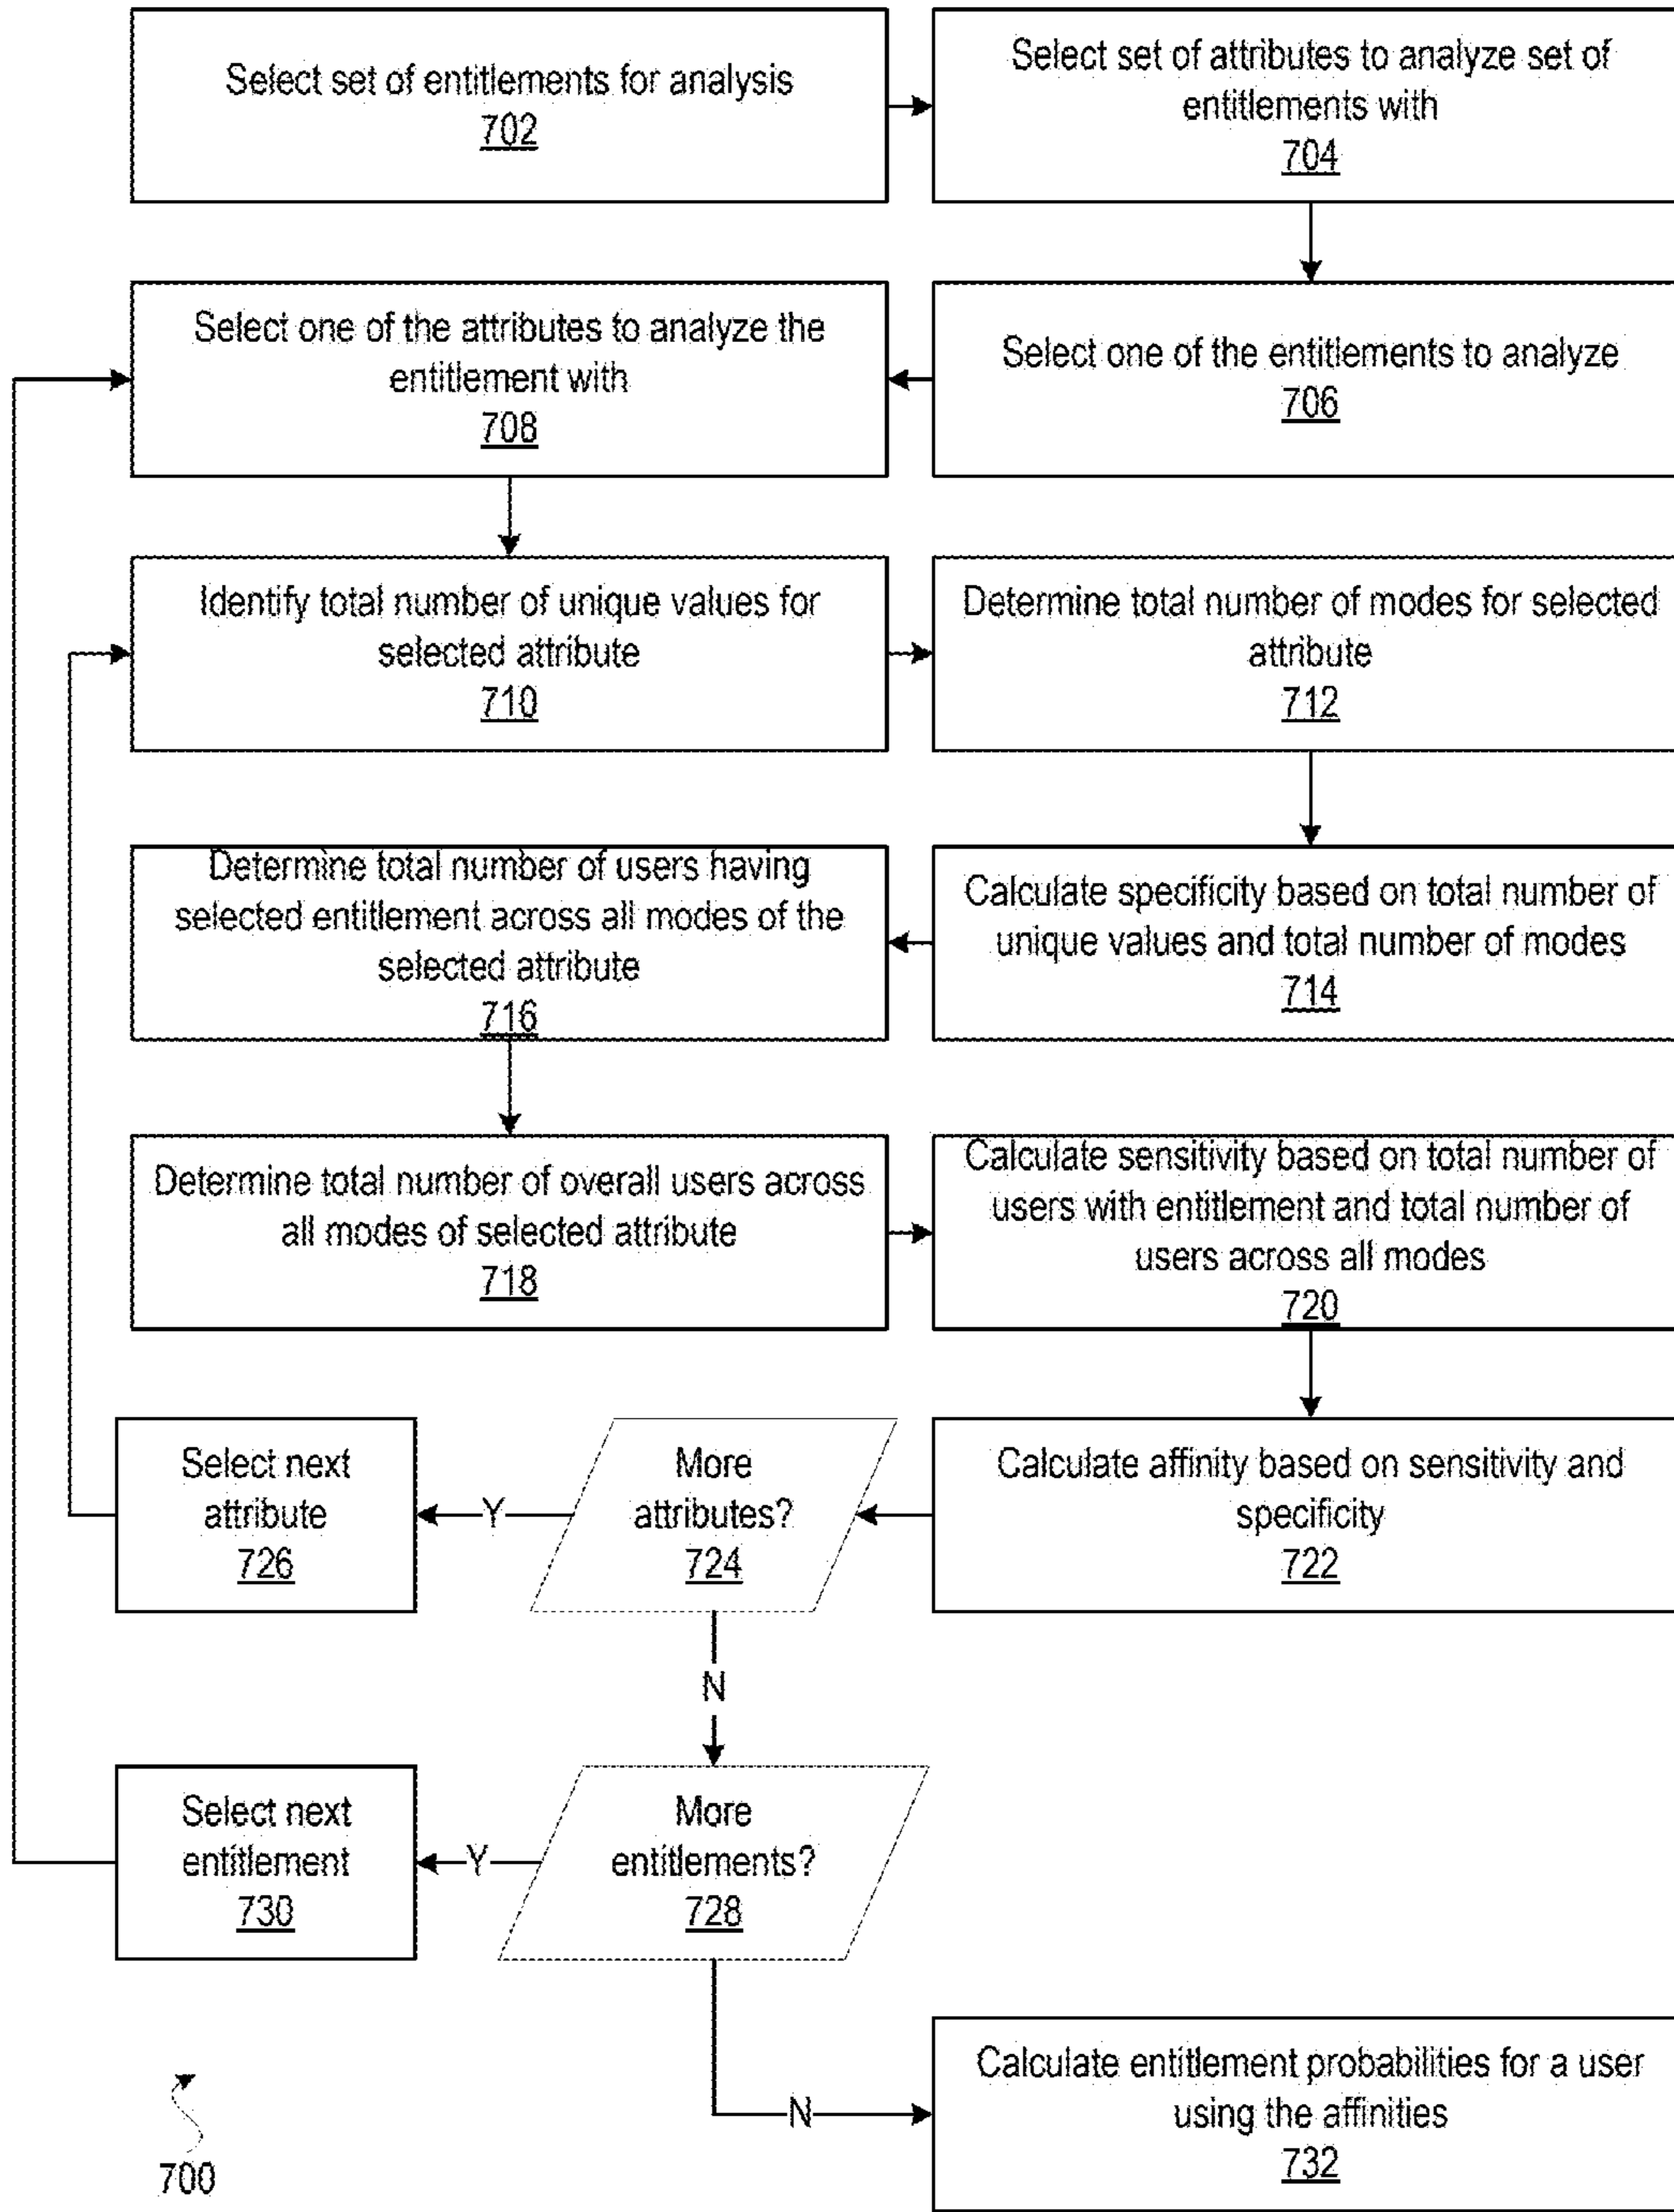 Select set of entitlements for analysis
702
Select set of attributes to analyze set of
entitlements with
704
Select one of the entitlements to analyze
706
Select one of the attributes to analyze the
entitlement with
708
Identify total number of unique values for
selected attribute
710
Determine total number of modes for selected
attribute
712
Calculate specificity based on total number of
unique values and total number of modes
714
Determine total number of users having
selected entitlement across all modes of the
selected attribute
716
Determine total number of overall users across
all modes of selected attribute
718
Calculate sensitivity based on total number of
users with entitlement and total number of
users across all modes
720
Calculate affinity based on sensitivity and
specificity
722
More
attributes?
724
Y
Select next
attribute
726
N
More
entitlements?
728
Y
Select next
entitlement
730
N
Calculate entitlement probabilities for a user
using the affinities
732
700